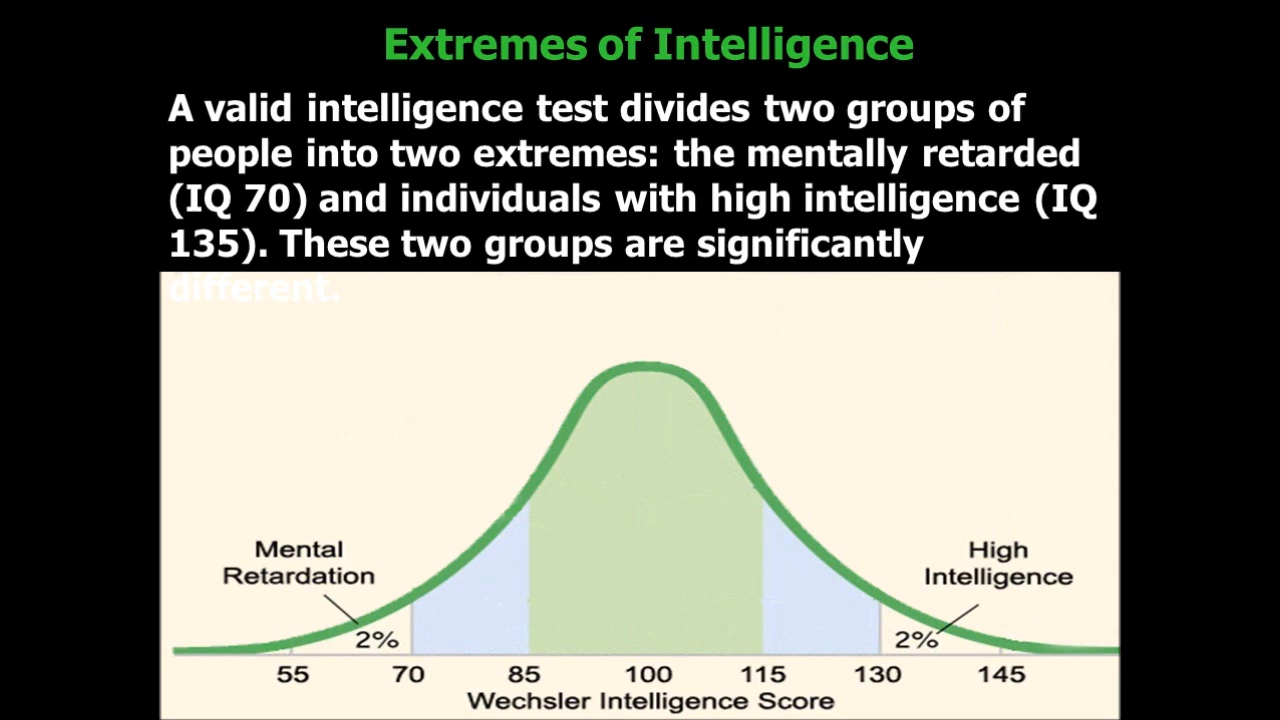 Extremes of Intelligence
A valid intelligence test divides two groups of
people into two extremes: the mentally retarded
(IQ 70) and individuals with high intelligence (IQ
135). These two groups are significantly
different.
Mental
Retardation
High
Intelligence
2%
2%
55 70 85 100 115 130 145
Wechsler Intelligence Score